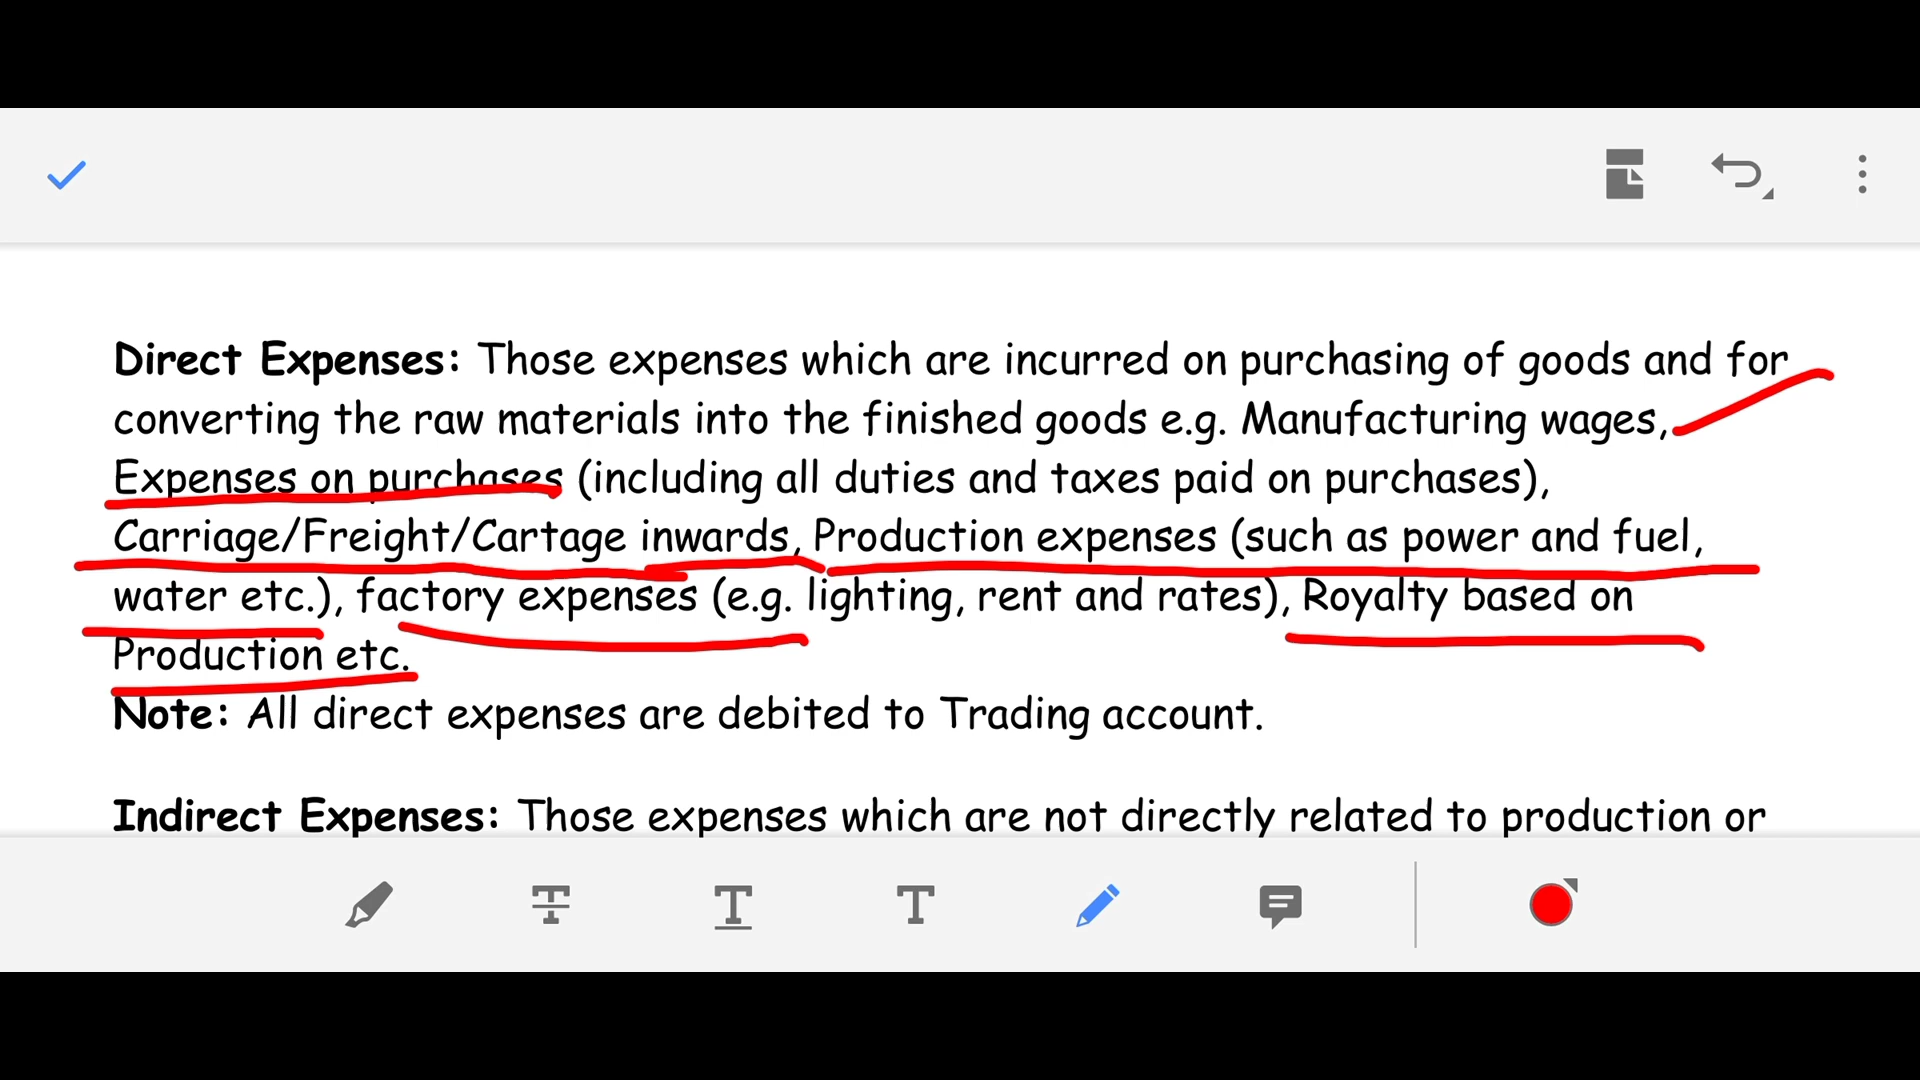 Direct Expenses: Those expenses which are incurred on purchasing of goods and for
converting the raw materials into the finished goods e.g. Manufacturing wages,
Expenses on purchases (including all duties and taxes paid on purchases),
Carriage/Freight/Cartage inwards, Production expenses (such as power and fuel,
water etc.), factory expenses (e.g. lighting, rent and rates), Royalty based on
Production etc.
Note: All direct expenses are debited to Trading account.
Indirect Expenses: Those expenses which are not directly related to production or